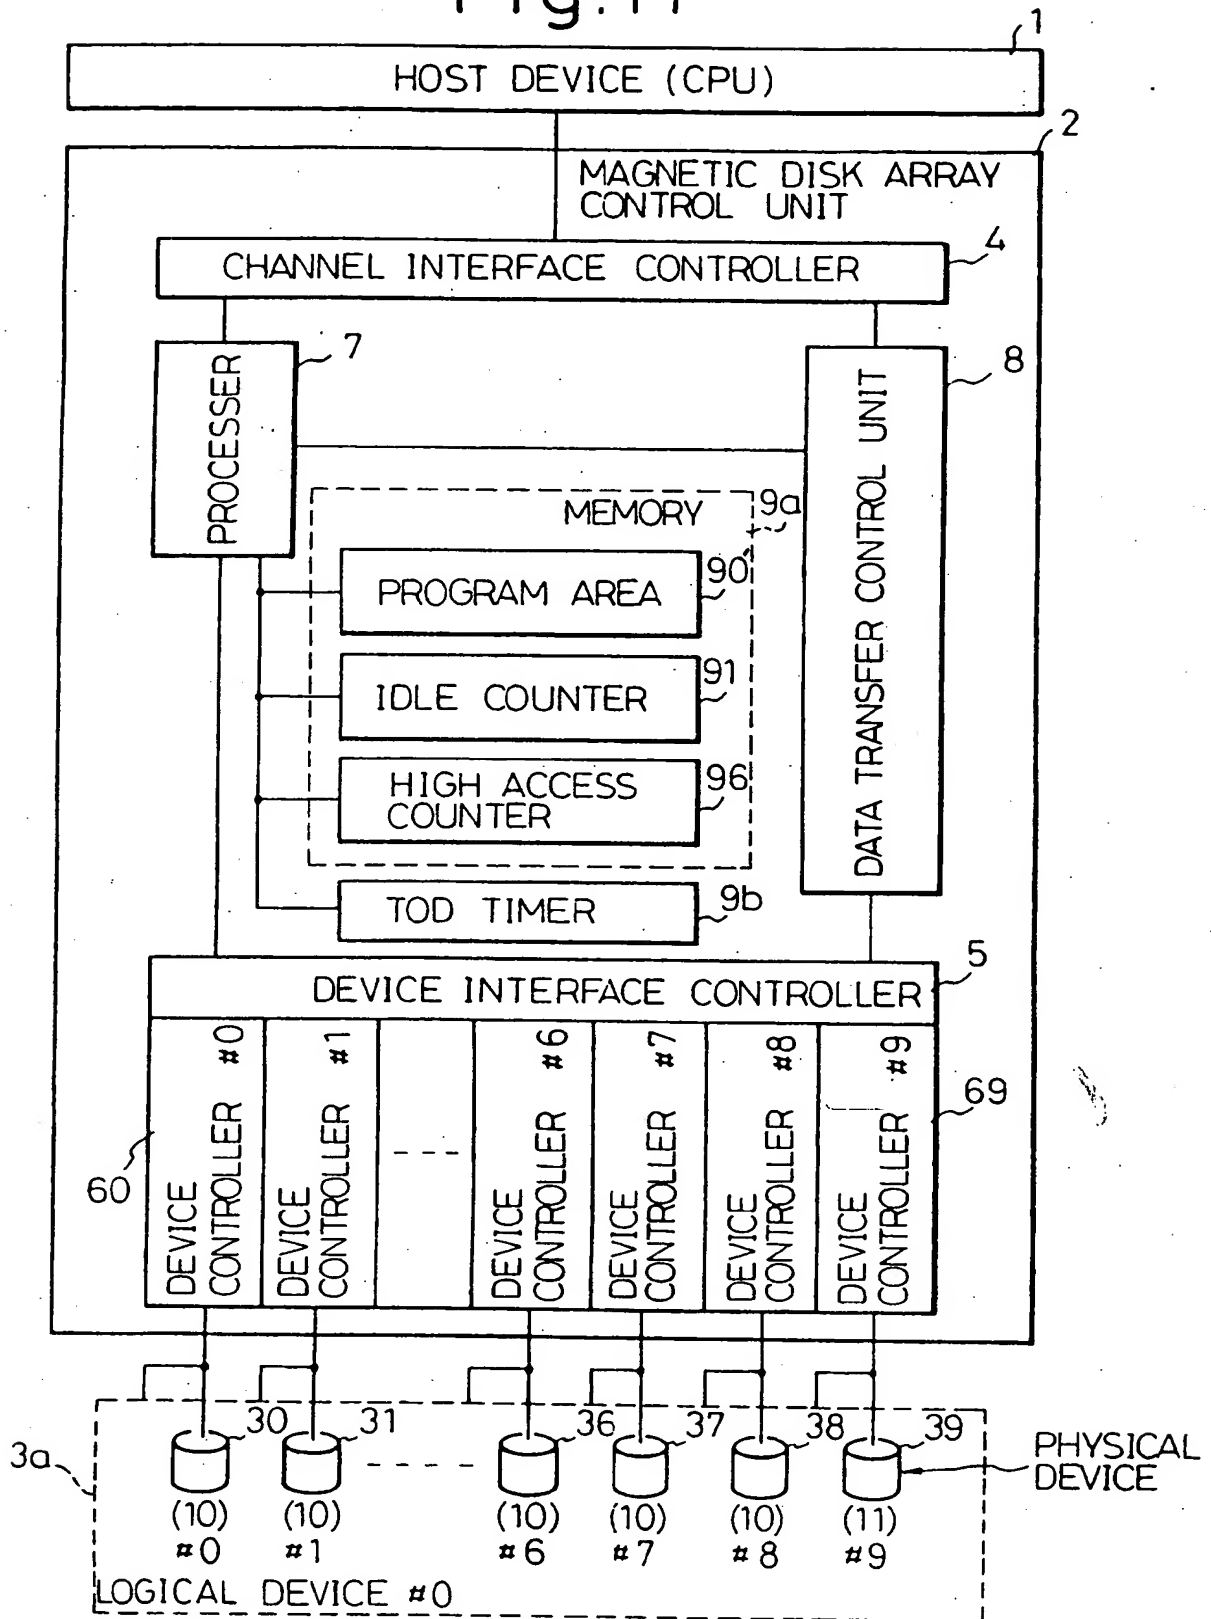 1
HOST DEVICE (CPU)
2
MAGNETIC DISK ARRAY
CONTROL UNIT
4
CHANNEL INTERFACE CONTROLLER
7
8
PROCESSER
DATA TRANSFER CONTROL UNIT
MEMORY
9a
90
PROGRAM AREA
91
IDLE COUNTER
96
HIGH ACCESS
COUNTER
9b
TOD TIMER
5
DEVICE INTERFACE CONTROLLER
DEVICE
CONTROLLER #0
DEVICE
CONTROLLER #1
DEVICE
CONTROLLER #6
DEVICE
CONTROLLER #7
DEVICE
CONTROLLER #8
DEVICE
CONTROLLER #9
60
69
30
31
36
37
38
39
3a
PHYSICAL
DEVICE
(10) (10) (10) (10) (10) (11)
#0 #1 #6 #7 #8 #9
LOGICAL DEVICE #0